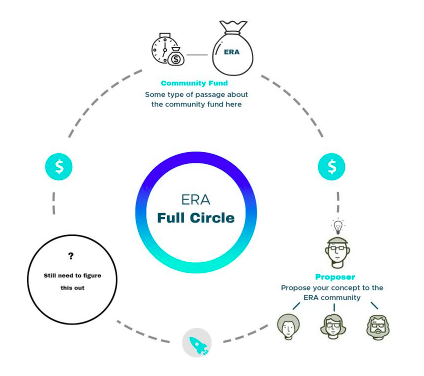 ERA
$
Community Fund
Some type of passage about
the community fund here
$
$
ERA
Full Circle
?
Still need to figure
this out
Proposer
Propose your concept to the
ERA community